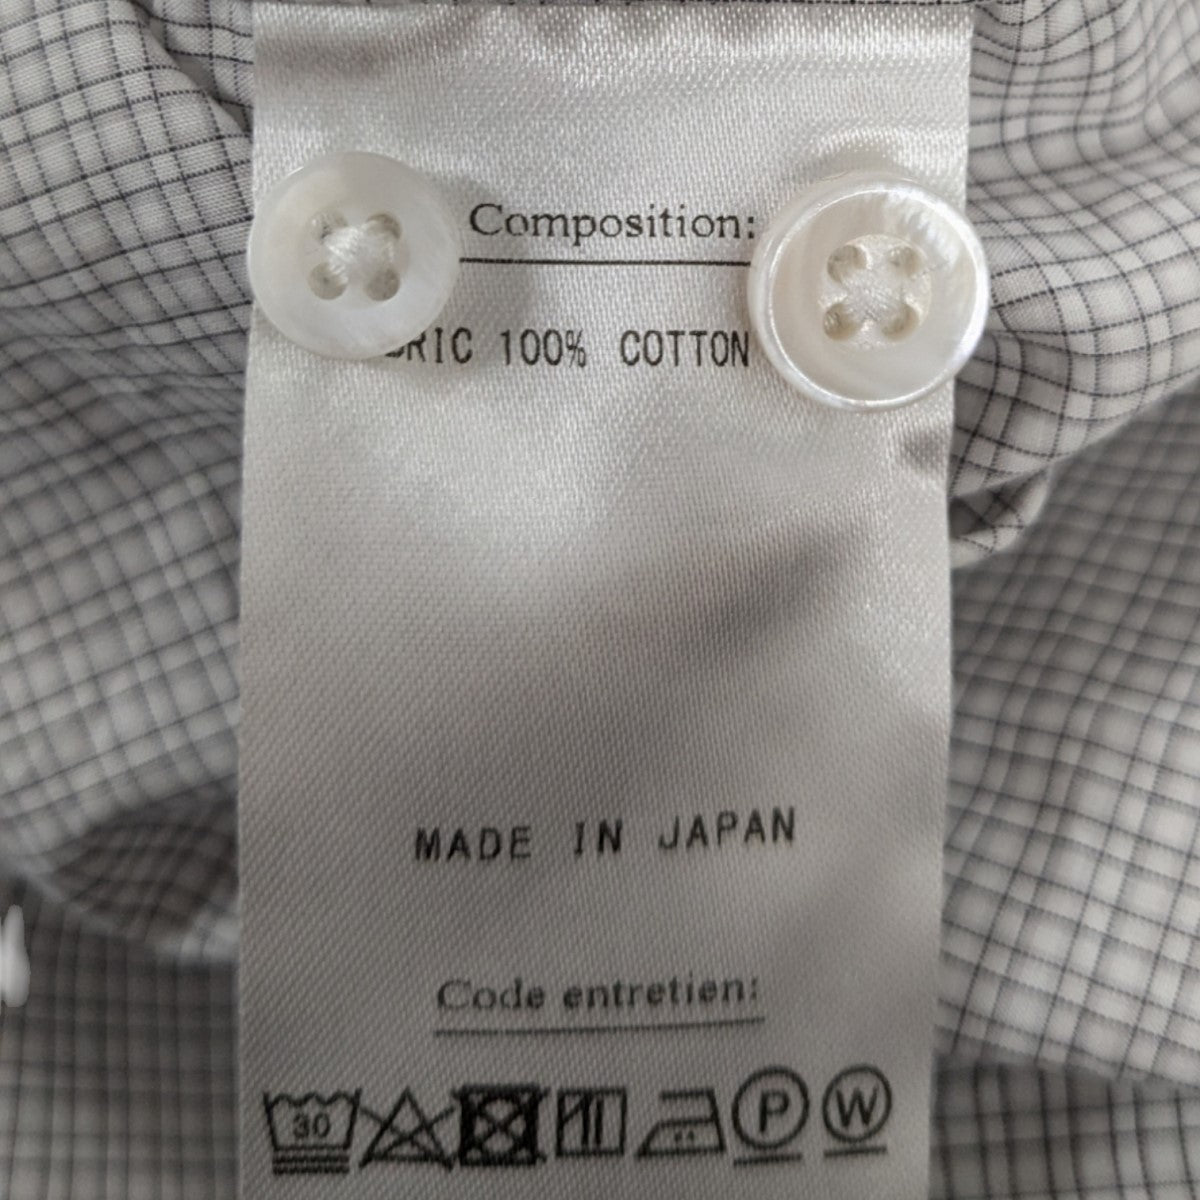 Composition:
RIC 100% COTTON
MADE IN JAPAN
Code entretien:
30 P W